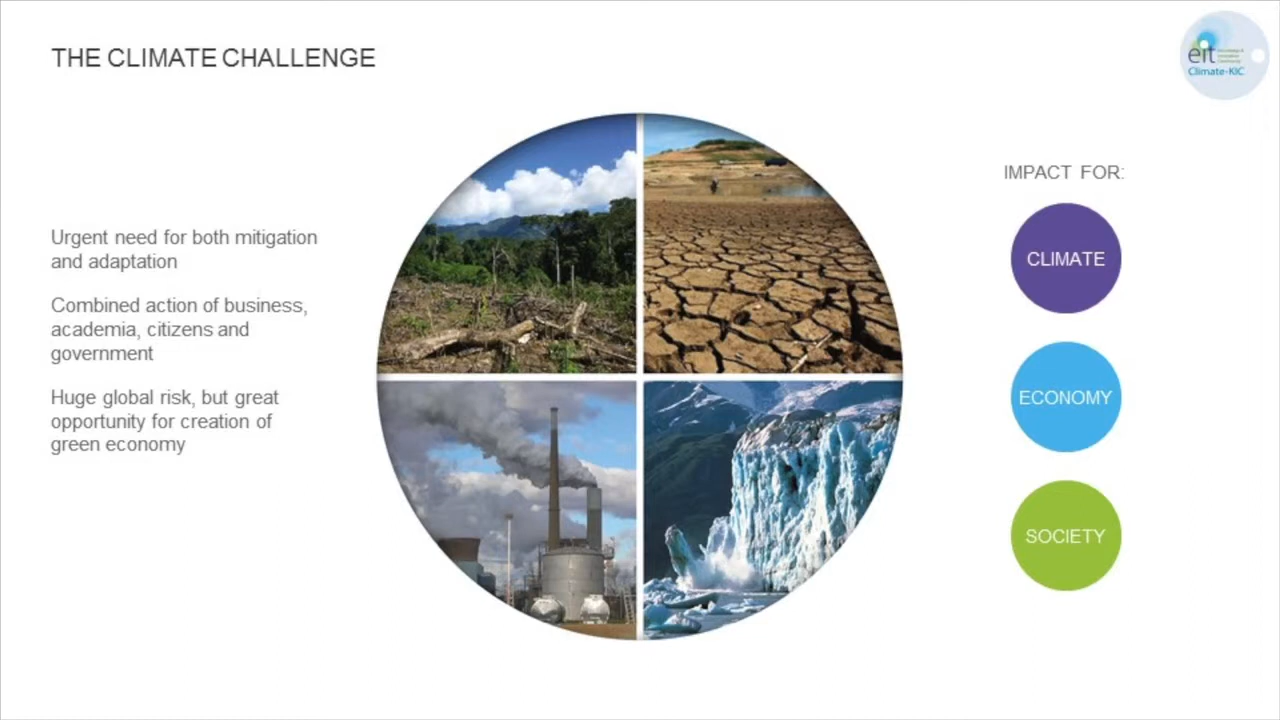 THE CLIMATE CHALLENGE
eit
Climate-KIC
Urgent need for both mitigation
and adaptation
Combined action of business,
academia, citizens and
government
Huge global risk, but great
opportunity for creation of
green economy
IMPACT FOR:
CLIMATE
ECONOMY
SOCIETY